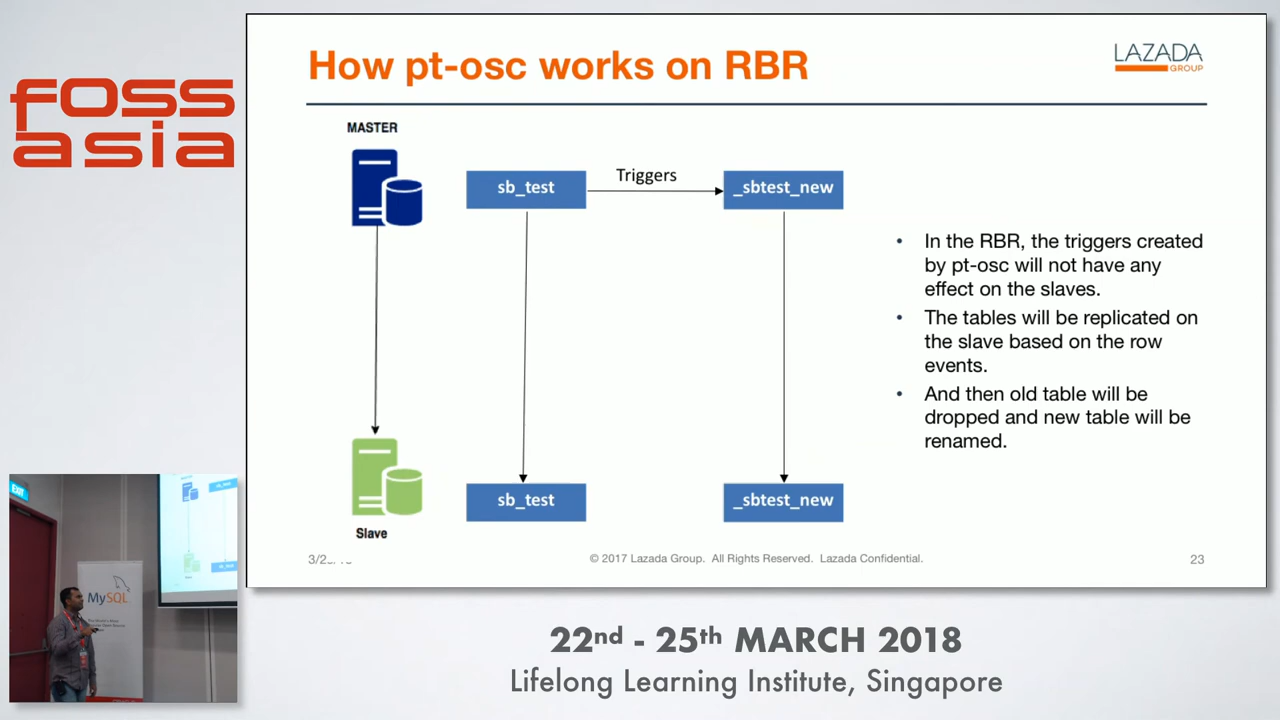 foss
asia
How pt-osc works on RBR
LAZADA
GROUP
MASTER
sb_test
Triggers
_sbtest_new
• In the RBR, the triggers created
by pt-osc will not have any
effect on the slaves.
• The tables will be replicated on
the slave based on the row
events.
• And then old table will be
dropped and new table will be
renamed.
sb_test
_sbtest_new
Slave
© 2017 Lazada Group. All Rights Reserved. Lazada Confidential.
23
EXIT
MySQL
22nd - 25th MARCH 2018
Lifelong Learning Institute, Singapore